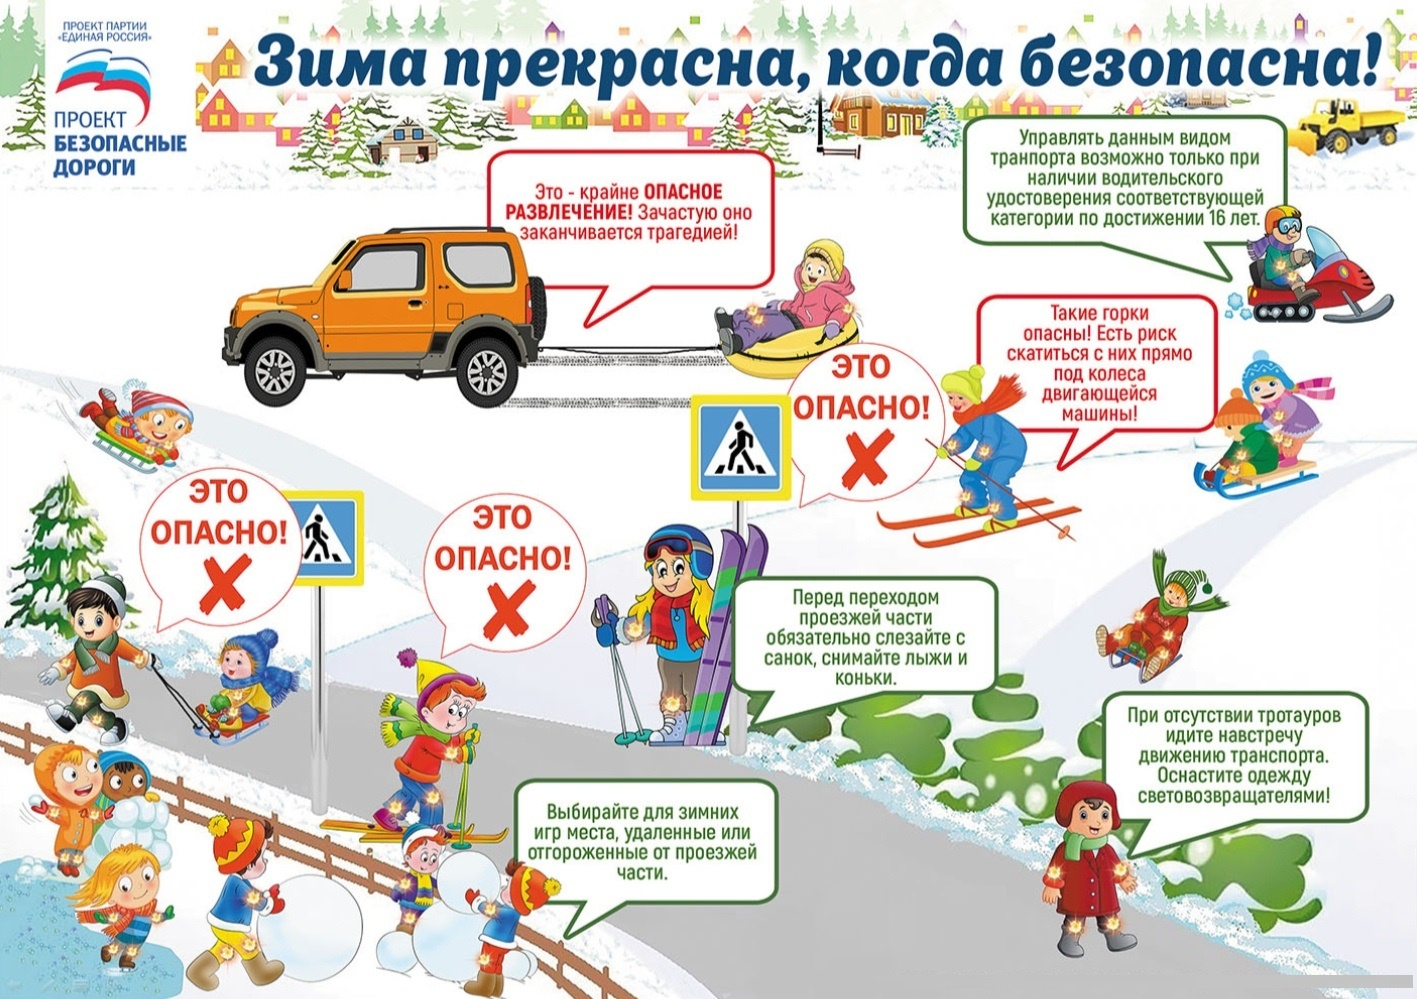 ПРОЕКТ ПАРТИИ
«ЕДИНАЯ РОССИЯ»
ПРОЕКТ
БЕЗОПАСНЫЕ
ДОРОГИ
Зима прекрасна, когда безопасна!
Управлять данным видом
транпорта возможно только при
наличии водительского
удостоверения соответствующей
категории по достижении 16 лет.
Это - крайне ОПАСНОЕ
РАЗВЛЕЧЕНИЕ! Зачастую оно
заканчивается трагедией!
Такие горки
опасны! Есть риск
скатиться с них прямо
под колеса
двигающейся
машины!
ЭТО
ОПАСНО!
ЭТО
ОПАСНО!
ЭТО
ОПАСНО!
Перед переходом
проезжей части
обязательно слезайте с
санок, снимайте лыжи и
коньки.
При отсутствии тротауров
идите навстречу
движению транспорта.
Оснастите одежду
световозвращателями!
Выбирайте для зимних
игр места, удаленные или
отгороженные от проезжей
части.